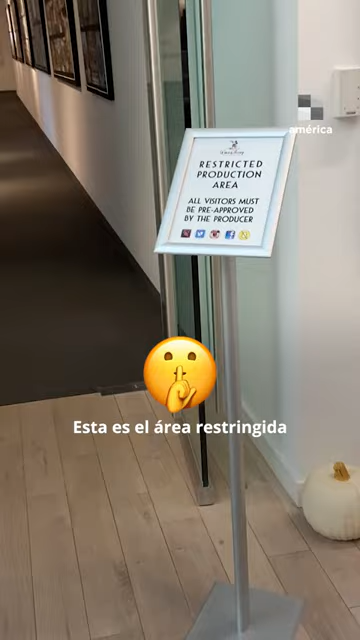 américa
RESTRICTED
PRODUCTION
AREA
ALL VISITORS MUST
BE PRE-APPROVED
BY THE PRODUCER
Esta es el área restringida